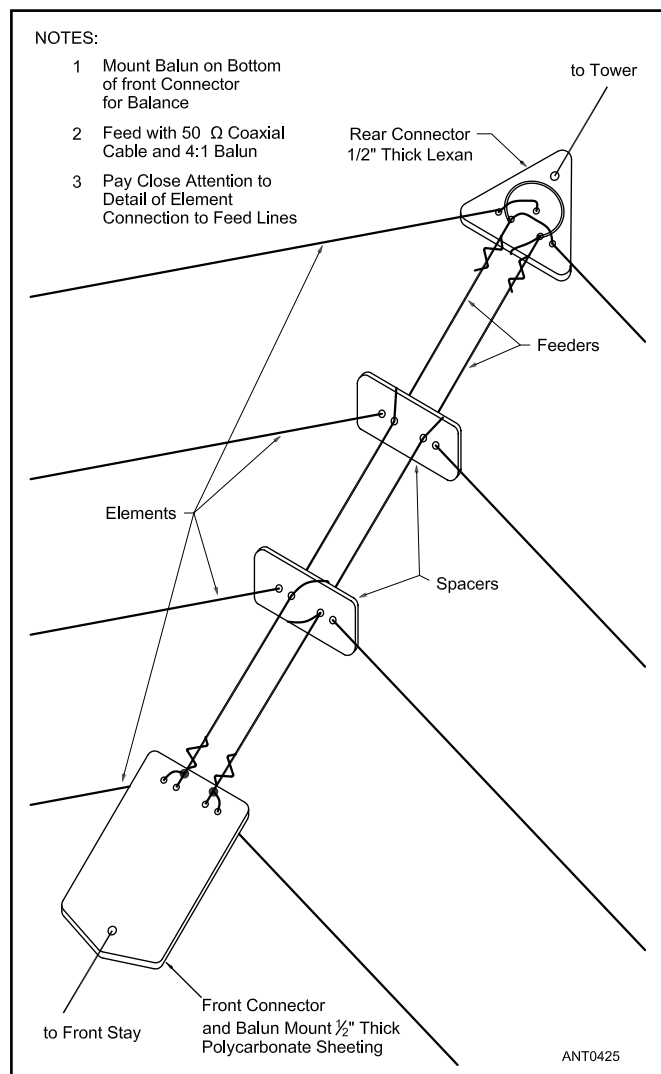 NOTES:
1 Mount Balun on Bottom
of front Connector
for Balance
2 Feed with 50 Ω Coaxial
Cable and 4:1 Balun
3 Pay Close Attention to
Detail of Element
Connection to Feed Lines
to Tower
Rear Connector
1/2" Thick Lexan
Feeders
Elements
Spacers
Front Connector
and Balun Mount ½" Thick
Polycarbonate Sheeting
to Front Stay
ANT0425